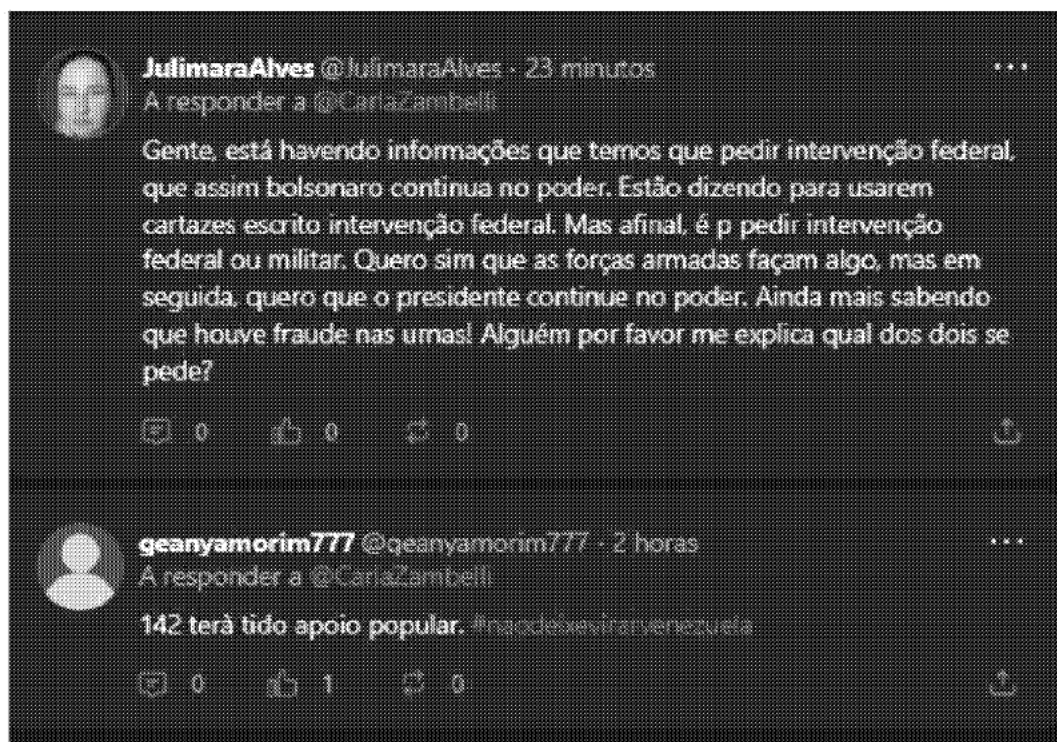 JulimaraAlves @JulimaraAlves · 23 minutos
A responder a @CarlaZambelli
Gente, está havendo informações que temos que pedir intervenção federal,
que assim bolsonaro continua no poder. Estão dizendo para usarem
cartazes escrito intervenção federal. Mas afinal, é p pedir intervenção
federal ou militar. Quero sim que as forças armadas façam algo, mas em
seguida, quero que o presidente continue no poder. Ainda mais sabendo
que houve fraude nas urnas! Alguém por favor me explica qual dos dois se
pede?
0 0 0
geanyamorim777 @geanyamorim777 · 2 horas
A responder a @CarlaZambelli
142 terà tido apoio popular. #naodeixevirarvenezuela
0 1 0